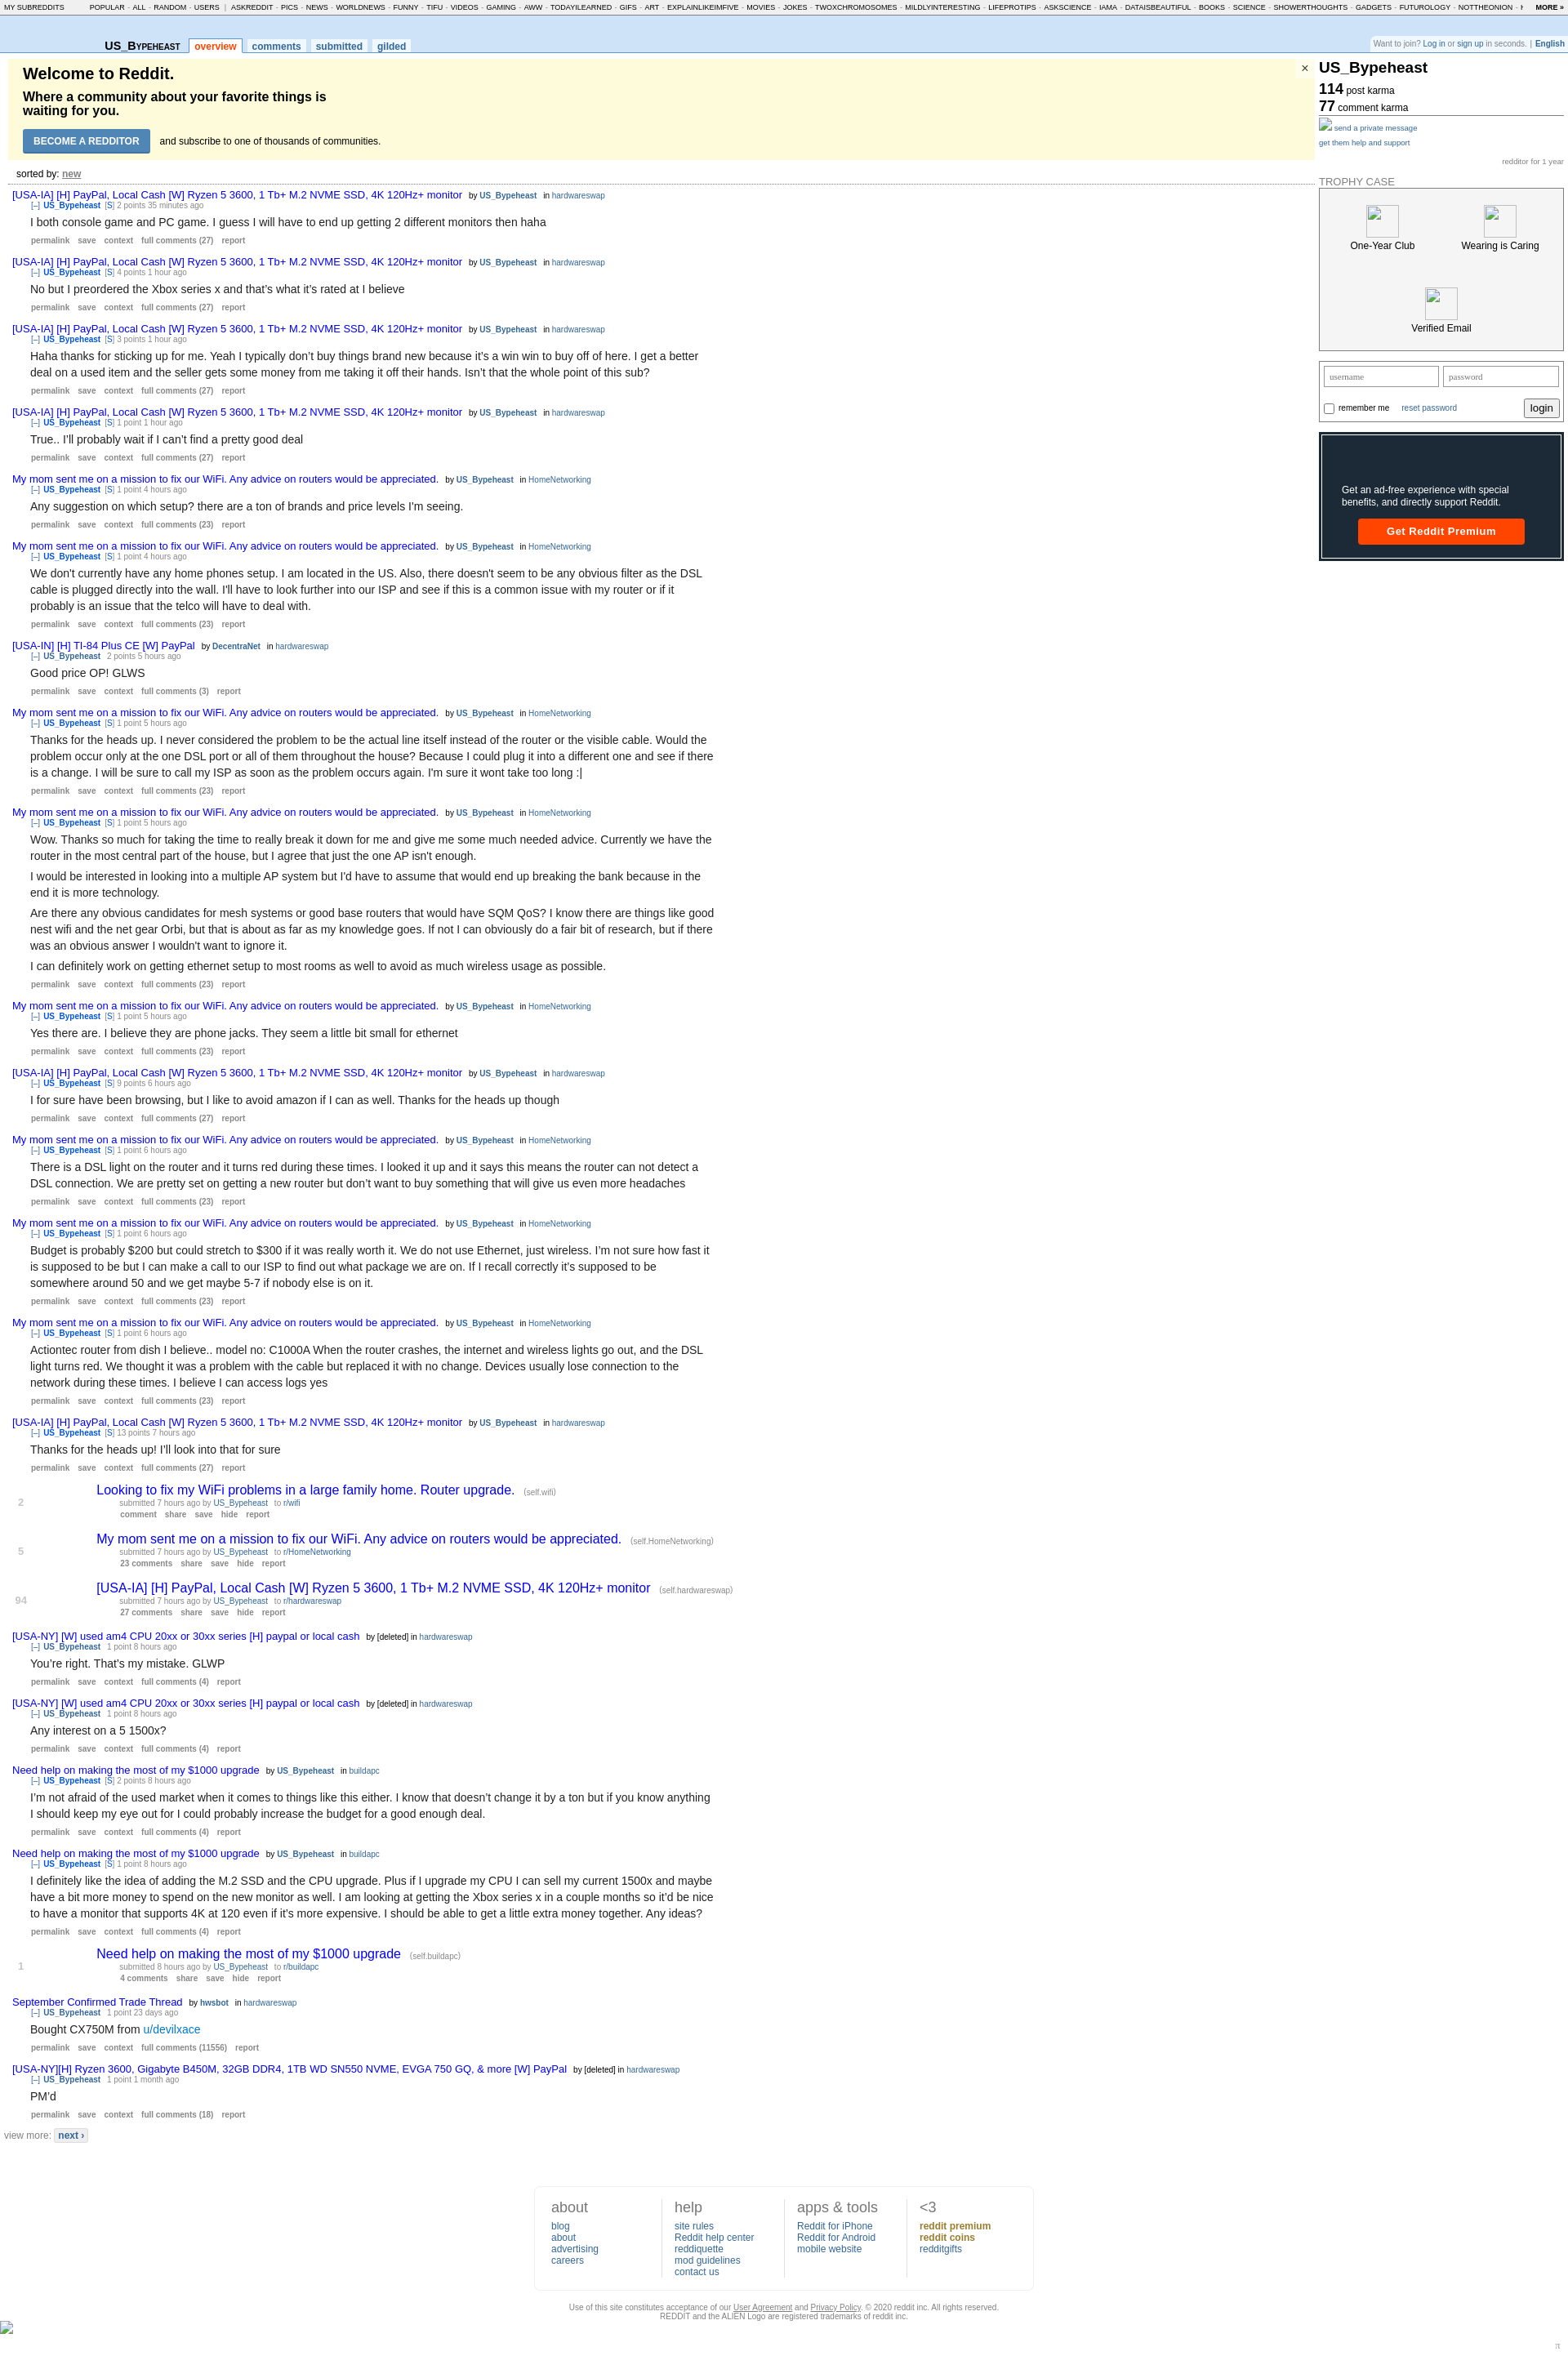 MY SUBREDDITS POPULAR - ALL - RANDOM - USERS | ASKREDDIT - PICS - NEWS - WORLDNEWS - FUNNY - TIFU - VIDEOS - GAMING - AWW - TODAYILEARNED - GIFS - ART - EXPLAINLIKEIMFIVE - MOVIES - JOKES - TWOXCHROMOSOMES - MILDLYINTERESTING - LIFEPROTIPS - ASKSCIENCE - IAMA - DATAISBEAUTIFUL - BOOKS - SCIENCE - SHOWERTHOUGHTS - GADGETS - FUTUROLOGY - NOTTHEONION - MORE »
US_Bypeheast overview comments submitted gilded
Want to join? Log in or sign up in seconds. | English
Welcome to Reddit.
×
Where a community about your favorite things is
waiting for you.
BECOME A REDDITOR and subscribe to one of thousands of communities.
sorted by: new
[USA-IA] [H] PayPal, Local Cash [W] Ryzen 5 3600, 1 Tb+ M.2 NVME SSD, 4K 120Hz+ monitor by US_Bypeheast in hardwareswap
[–] US_Bypeheast [S] 2 points 35 minutes ago
I both console game and PC game. I guess I will have to end up getting 2 different monitors then haha
permalink save context full comments (27) report
[USA-IA] [H] PayPal, Local Cash [W] Ryzen 5 3600, 1 Tb+ M.2 NVME SSD, 4K 120Hz+ monitor by US_Bypeheast in hardwareswap
[–] US_Bypeheast [S] 4 points 1 hour ago
No but I preordered the Xbox series x and that’s what it’s rated at I believe
permalink save context full comments (27) report
[USA-IA] [H] PayPal, Local Cash [W] Ryzen 5 3600, 1 Tb+ M.2 NVME SSD, 4K 120Hz+ monitor by US_Bypeheast in hardwareswap
[–] US_Bypeheast [S] 3 points 1 hour ago
Haha thanks for sticking up for me. Yeah I typically don’t buy things brand new because it’s a win win to buy off of here. I get a better
deal on a used item and the seller gets some money from me taking it off their hands. Isn’t that the whole point of this sub?
permalink save context full comments (27) report
[USA-IA] [H] PayPal, Local Cash [W] Ryzen 5 3600, 1 Tb+ M.2 NVME SSD, 4K 120Hz+ monitor by US_Bypeheast in hardwareswap
[–] US_Bypeheast [S] 1 point 1 hour ago
True.. I’ll probably wait if I can’t find a pretty good deal
permalink save context full comments (27) report
My mom sent me on a mission to fix our WiFi. Any advice on routers would be appreciated. by US_Bypeheast in HomeNetworking
[–] US_Bypeheast [S] 1 point 4 hours ago
Any suggestion on which setup? there are a ton of brands and price levels I'm seeing.
permalink save context full comments (23) report
My mom sent me on a mission to fix our WiFi. Any advice on routers would be appreciated. by US_Bypeheast in HomeNetworking
[–] US_Bypeheast [S] 1 point 4 hours ago
We don't currently have any home phones setup. I am located in the US. Also, there doesn't seem to be any obvious filter as the DSL
cable is plugged directly into the wall. I'll have to look further into our ISP and see if this is a common issue with my router or if it
probably is an issue that the telco will have to deal with.
permalink save context full comments (23) report
[USA-IN] [H] TI-84 Plus CE [W] PayPal by DecentraNet in hardwareswap
[–] US_Bypeheast 2 points 5 hours ago
Good price OP! GLWS
permalink save context full comments (3) report
My mom sent me on a mission to fix our WiFi. Any advice on routers would be appreciated. by US_Bypeheast in HomeNetworking
[–] US_Bypeheast [S] 1 point 5 hours ago
Thanks for the heads up. I never considered the problem to be the actual line itself instead of the router or the visible cable. Would the
problem occur only at the one DSL port or all of them throughout the house? Because I could plug it into a different one and see if there
is a change. I will be sure to call my ISP as soon as the problem occurs again. I'm sure it wont take too long :|
permalink save context full comments (23) report
My mom sent me on a mission to fix our WiFi. Any advice on routers would be appreciated. by US_Bypeheast in HomeNetworking
[–] US_Bypeheast [S] 1 point 5 hours ago
Wow. Thanks so much for taking the time to really break it down for me and give me some much needed advice. Currently we have the
router in the most central part of the house, but I agree that just the one AP isn't enough.
I would be interested in looking into a multiple AP system but I'd have to assume that would end up breaking the bank because in the
end it is more technology.
Are there any obvious candidates for mesh systems or good base routers that would have SQM QoS? I know there are things like good
nest wifi and the net gear Orbi, but that is about as far as my knowledge goes. If not I can obviously do a fair bit of research, but if there
was an obvious answer I wouldn't want to ignore it.
I can definitely work on getting ethernet setup to most rooms as well to avoid as much wireless usage as possible.
permalink save context full comments (23) report
My mom sent me on a mission to fix our WiFi. Any advice on routers would be appreciated. by US_Bypeheast in HomeNetworking
[–] US_Bypeheast [S] 1 point 5 hours ago
Yes there are. I believe they are phone jacks. They seem a little bit small for ethernet
permalink save context full comments (23) report
[USA-IA] [H] PayPal, Local Cash [W] Ryzen 5 3600, 1 Tb+ M.2 NVME SSD, 4K 120Hz+ monitor by US_Bypeheast in hardwareswap
[–] US_Bypeheast [S] 9 points 6 hours ago
I for sure have been browsing, but I like to avoid amazon if I can as well. Thanks for the heads up though
permalink save context full comments (27) report
My mom sent me on a mission to fix our WiFi. Any advice on routers would be appreciated. by US_Bypeheast in HomeNetworking
[–] US_Bypeheast [S] 1 point 6 hours ago
There is a DSL light on the router and it turns red during these times. I looked it up and it says this means the router can not detect a
DSL connection. We are pretty set on getting a new router but don’t want to buy something that will give us even more headaches
permalink save context full comments (23) report
My mom sent me on a mission to fix our WiFi. Any advice on routers would be appreciated. by US_Bypeheast in HomeNetworking
[–] US_Bypeheast [S] 1 point 6 hours ago
Budget is probably $200 but could stretch to $300 if it was really worth it. We do not use Ethernet, just wireless. I’m not sure how fast it
is supposed to be but I can make a call to our ISP to find out what package we are on. If I recall correctly it’s supposed to be
somewhere around 50 and we get maybe 5-7 if nobody else is on it.
permalink save context full comments (23) report
My mom sent me on a mission to fix our WiFi. Any advice on routers would be appreciated. by US_Bypeheast in HomeNetworking
[–] US_Bypeheast [S] 1 point 6 hours ago
Actiontec router from dish I believe.. model no: C1000A When the router crashes, the internet and wireless lights go out, and the DSL
light turns red. We thought it was a problem with the cable but replaced it with no change. Devices usually lose connection to the
network during these times. I believe I can access logs yes
permalink save context full comments (23) report
[USA-IA] [H] PayPal, Local Cash [W] Ryzen 5 3600, 1 Tb+ M.2 NVME SSD, 4K 120Hz+ monitor by US_Bypeheast in hardwareswap
[–] US_Bypeheast [S] 13 points 7 hours ago
Thanks for the heads up! I’ll look into that for sure
permalink save context full comments (27) report
Looking to fix my WiFi problems in a large family home. Router upgrade. (self.wifi)
2
submitted 7 hours ago by US_Bypeheast to r/wifi
comment share save hide report
My mom sent me on a mission to fix our WiFi. Any advice on routers would be appreciated. (self.HomeNetworking)
5
submitted 7 hours ago by US_Bypeheast to r/HomeNetworking
23 comments share save hide report
[USA-IA] [H] PayPal, Local Cash [W] Ryzen 5 3600, 1 Tb+ M.2 NVME SSD, 4K 120Hz+ monitor (self.hardwareswap)
94
submitted 7 hours ago by US_Bypeheast to r/hardwareswap
27 comments share save hide report
[USA-NY] [W] used am4 CPU 20xx or 30xx series [H] paypal or local cash by [deleted] in hardwareswap
[–] US_Bypeheast 1 point 8 hours ago
You’re right. That’s my mistake. GLWP
permalink save context full comments (4) report
[USA-NY] [W] used am4 CPU 20xx or 30xx series [H] paypal or local cash by [deleted] in hardwareswap
[–] US_Bypeheast 1 point 8 hours ago
Any interest on a 5 1500x?
permalink save context full comments (4) report
Need help on making the most of my $1000 upgrade by US_Bypeheast in buildapc
[–] US_Bypeheast [S] 2 points 8 hours ago
I’m not afraid of the used market when it comes to things like this either. I know that doesn’t change it by a ton but if you know anything
I should keep my eye out for I could probably increase the budget for a good enough deal.
permalink save context full comments (4) report
Need help on making the most of my $1000 upgrade by US_Bypeheast in buildapc
[–] US_Bypeheast [S] 1 point 8 hours ago
I definitely like the idea of adding the M.2 SSD and the CPU upgrade. Plus if I upgrade my CPU I can sell my current 1500x and maybe
have a bit more money to spend on the new monitor as well. I am looking at getting the Xbox series x in a couple months so it’d be nice
to have a monitor that supports 4K at 120 even if it’s more expensive. I should be able to get a little extra money together. Any ideas?
permalink save context full comments (4) report
Need help on making the most of my $1000 upgrade (self.buildapc)
1
submitted 8 hours ago by US_Bypeheast to r/buildapc
4 comments share save hide report
September Confirmed Trade Thread by hwsbot in hardwareswap
[–] US_Bypeheast 1 point 23 days ago
Bought CX750M from u/devilxace
permalink save context full comments (11556) report
[USA-NY][H] Ryzen 3600, Gigabyte B450M, 32GB DDR4, 1TB WD SN550 NVME, EVGA 750 GQ, & more [W] PayPal by [deleted] in hardwareswap
[–] US_Bypeheast 1 point 1 month ago
PM’d
permalink save context full comments (18) report
view more: next ›
US_Bypeheast
114 post karma
77 comment karma
send a private message
get them help and support
redditor for 1 year
TROPHY CASE
One-Year Club Wearing is Caring
Verified Email
username password
remember me reset password login
Get an ad-free experience with special
benefits, and directly support Reddit.
Get Reddit Premium
about
blog
about
advertising
careers
help
site rules
Reddit help center
reddiquette
mod guidelines
contact us
apps & tools
Reddit for iPhone
Reddit for Android
mobile website
<3
reddit premium
reddit coins
redditgifts
Use of this site constitutes acceptance of our User Agreement and Privacy Policy. © 2020 reddit inc. All rights reserved.
REDDIT and the ALIEN Logo are registered trademarks of reddit inc.
π